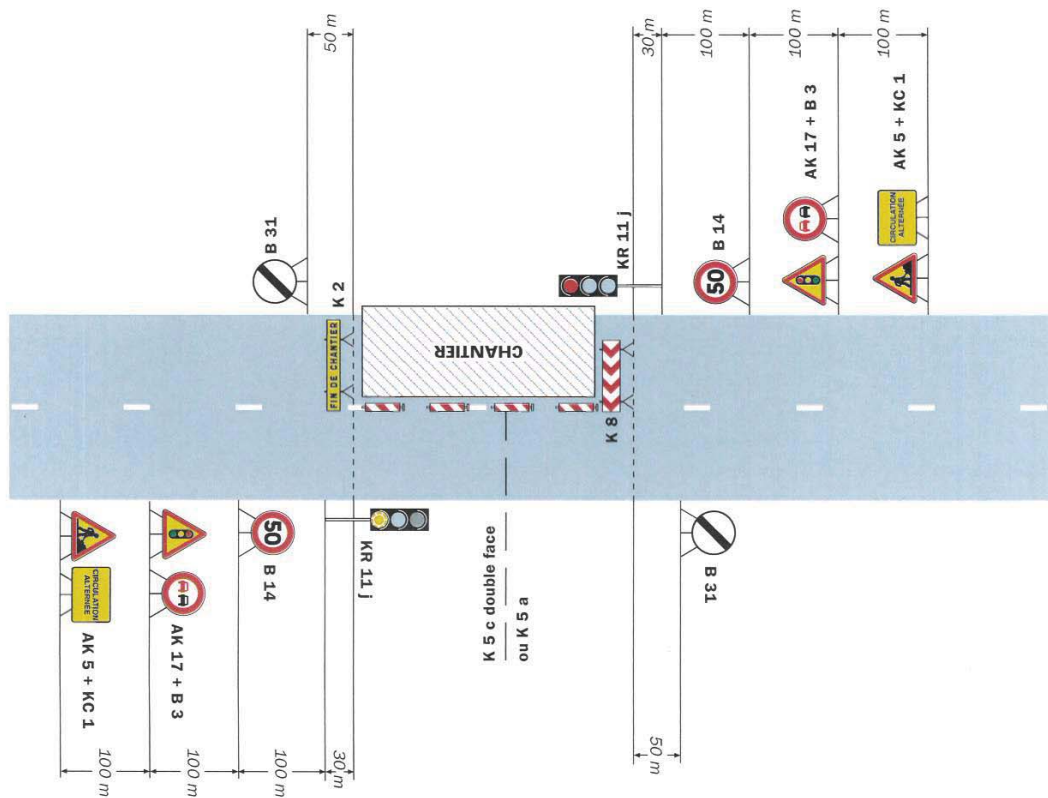 50 m
30 m
100 m
100 m
100 m
B 31
K 2
KR 11 j
B 14
AK 17 + B 3
AK 5 + KC 1
50
CIRCULATION
ALTERNÉE
FIN DE CHANTIER
CHANTIER
K 8
CIRCULATION
ALTERNÉE
50
AK 5 + KC 1
AK 17 + B 3
B 14
KR 11 j
K 5 c double face
ou K 5 a
B 31
100 m
100 m
100 m
30 m
50 m